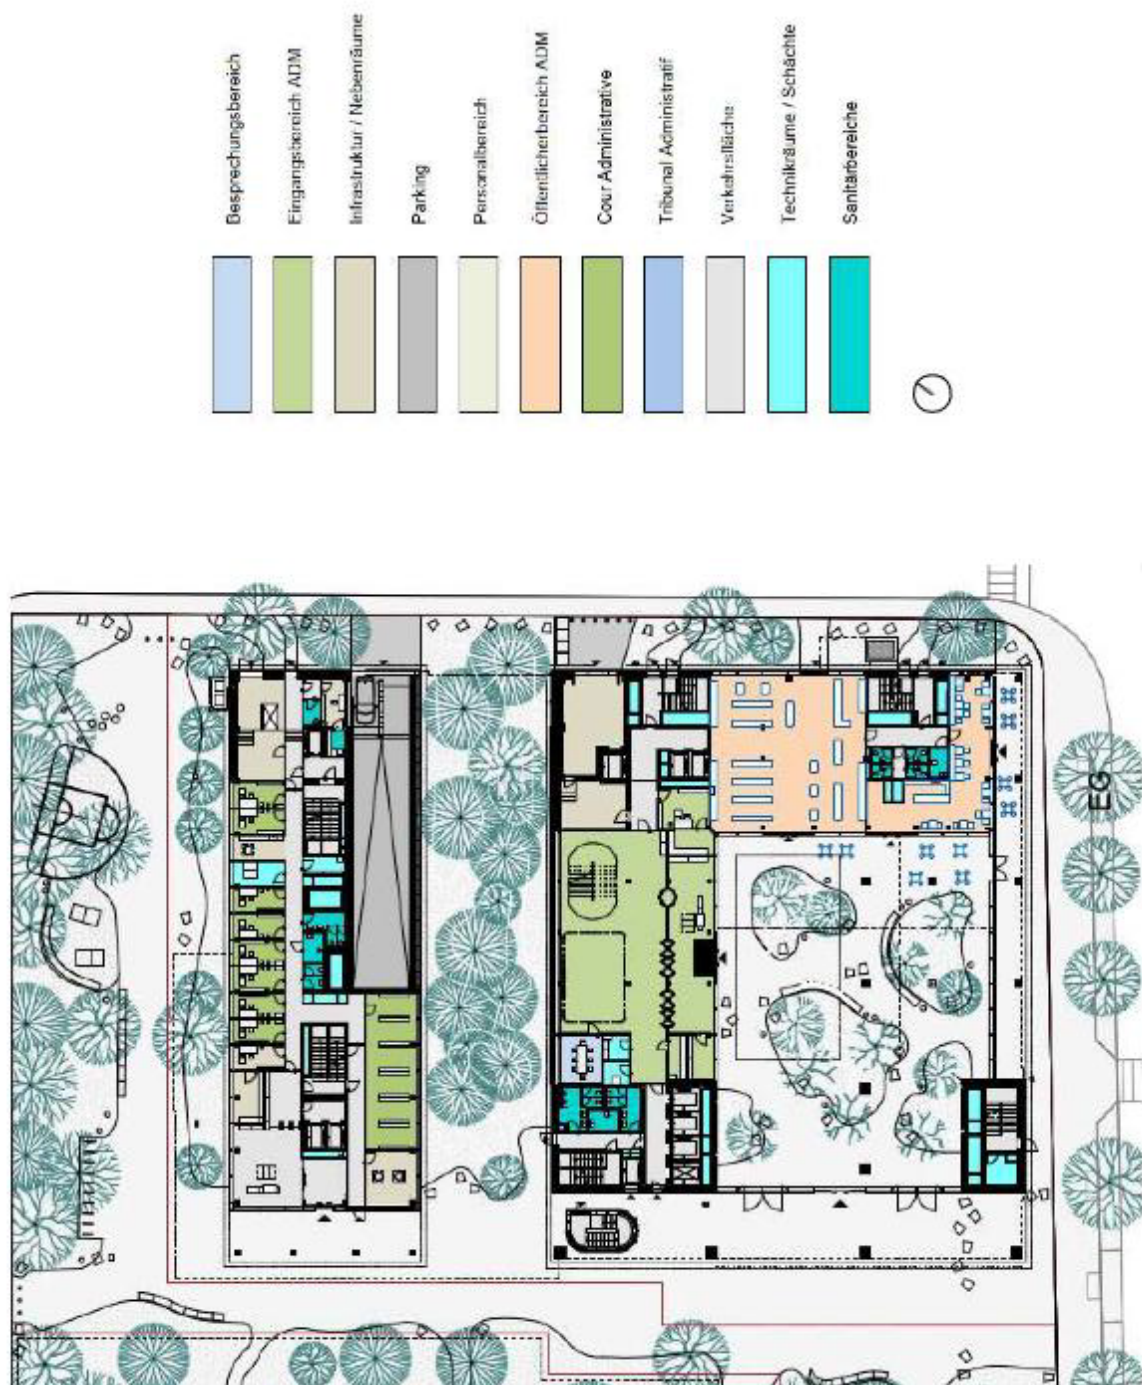 Besprechungsbereich
Eingangsbereich ADM
Infrastruktur / Nebenräume
Parking
Personalbereich
Öffentlicherbereich ADM
Cour Administrative
Tribunal Administratif
Verkehrsfläche
Technikräume / Schächte
Sanitärbereiche
EG